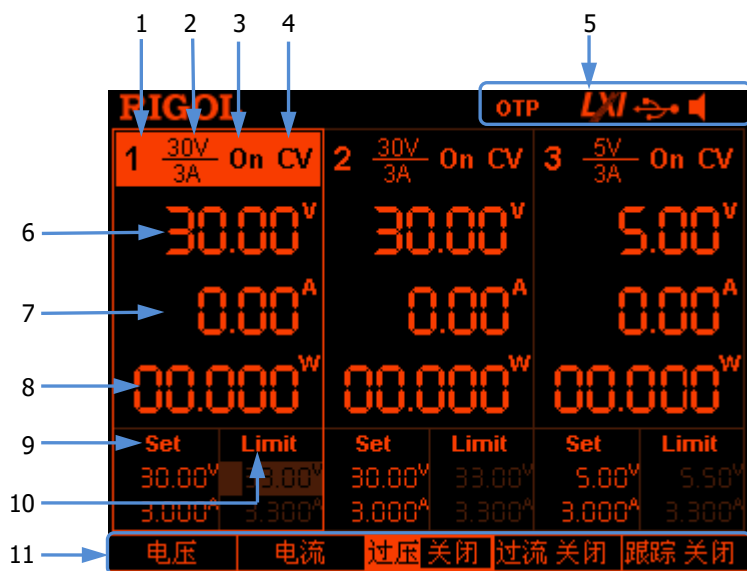 1 2 3 4 5
RIGOL OTP LXI
1 30V/3A On CV 2 30V/3A On CV 3 5V/3A On CV
6 30.00V 30.00V 5.00V
7 0.00A 0.00A 0.00A
8 00.000W 00.000W 00.000W
9 Set Limit Set Limit Set Limit
30.00V 33.00V 30.00V 33.00V 5.00V 5.50V
10 3.000A 3.300A 3.000A 3.300A 3.000A 3.300A
11 电压 电流 过压 关闭 过流 关闭 跟踪 关闭